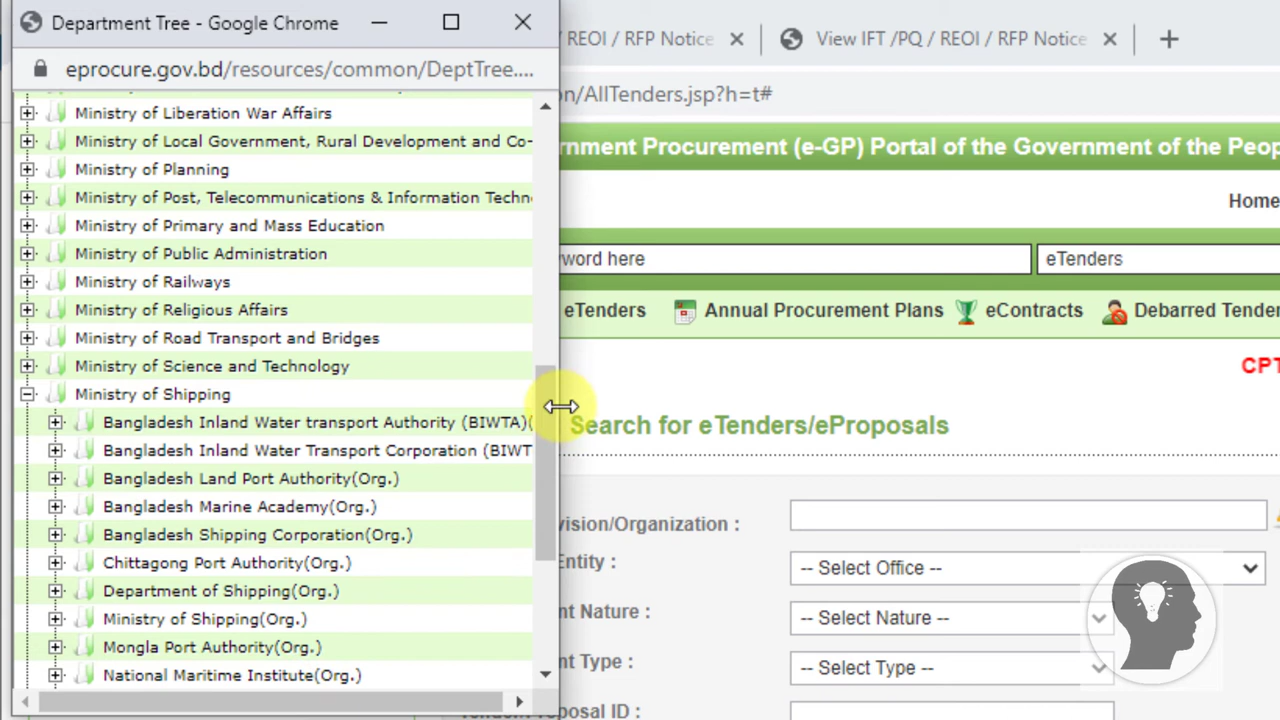 Department Tree - Google Chrome
/ REOI / RFP Notice
View IFT /PQ / REOI / RFP Notice
eprocure.gov.bd/resources/common/DeptTree....
on/AllTenders.jsp?h=t#
Ministry of Liberation War Affairs
Ministry of Local Government, Rural Development and Co-
Ministry of Planning
Ministry of Post, Telecommunications & Information Techn
Ministry of Primary and Mass Education
Ministry of Public Administration
Ministry of Railways
Ministry of Religious Affairs
Ministry of Road Transport and Bridges
Ministry of Science and Technology
Ministry of Shipping
Bangladesh Inland Water transport Authority (BIWTA)(
Bangladesh Inland Water Transport Corporation (BIWT
Bangladesh Land Port Authority(Org.)
Bangladesh Marine Academy(Org.)
Bangladesh Shipping Corporation(Org.)
Chittagong Port Authority(Org.)
Department of Shipping(Org.)
Ministry of Shipping(Org.)
Mongla Port Authority(Org.)
National Maritime Institute(Org.)
rnment Procurement (e-GP) Portal of the Government of the Peop
Home
word here
eTenders
eTenders
Annual Procurement Plans
eContracts
Debarred Tender
CPT
Search for eTenders/eProposals
vision/Organization :
Entity :
-- Select Office --
nt Nature :
-- Select Nature --
nt Type :
-- Select Type --
Proposal ID :